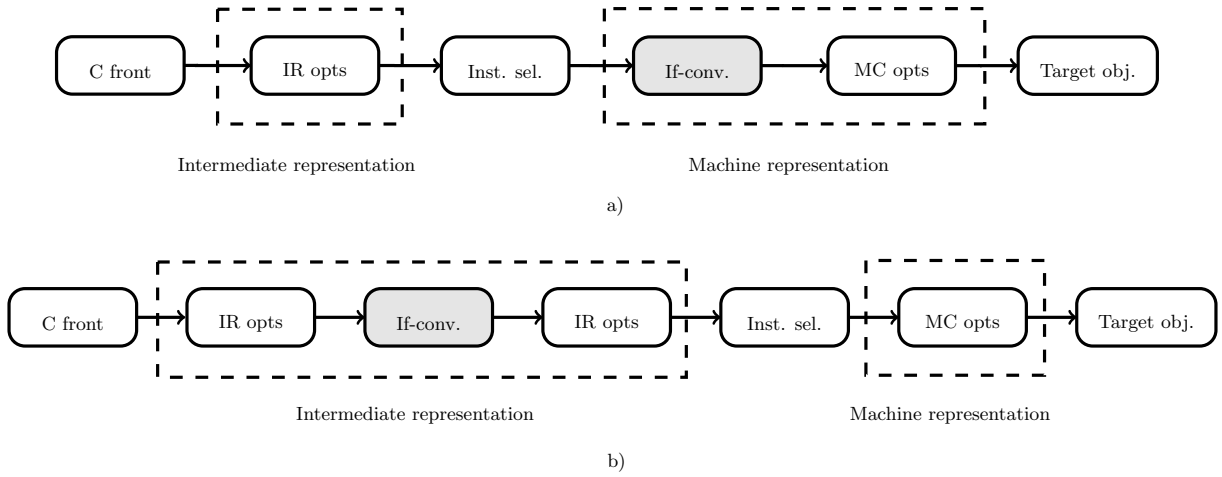 C front IR opts Inst. sel. If-conv. MC opts Target obj.
Intermediate representation Machine representation
a)
C front IR opts If-conv. IR opts Inst. sel. MC opts Target obj.
Intermediate representation Machine representation
b)